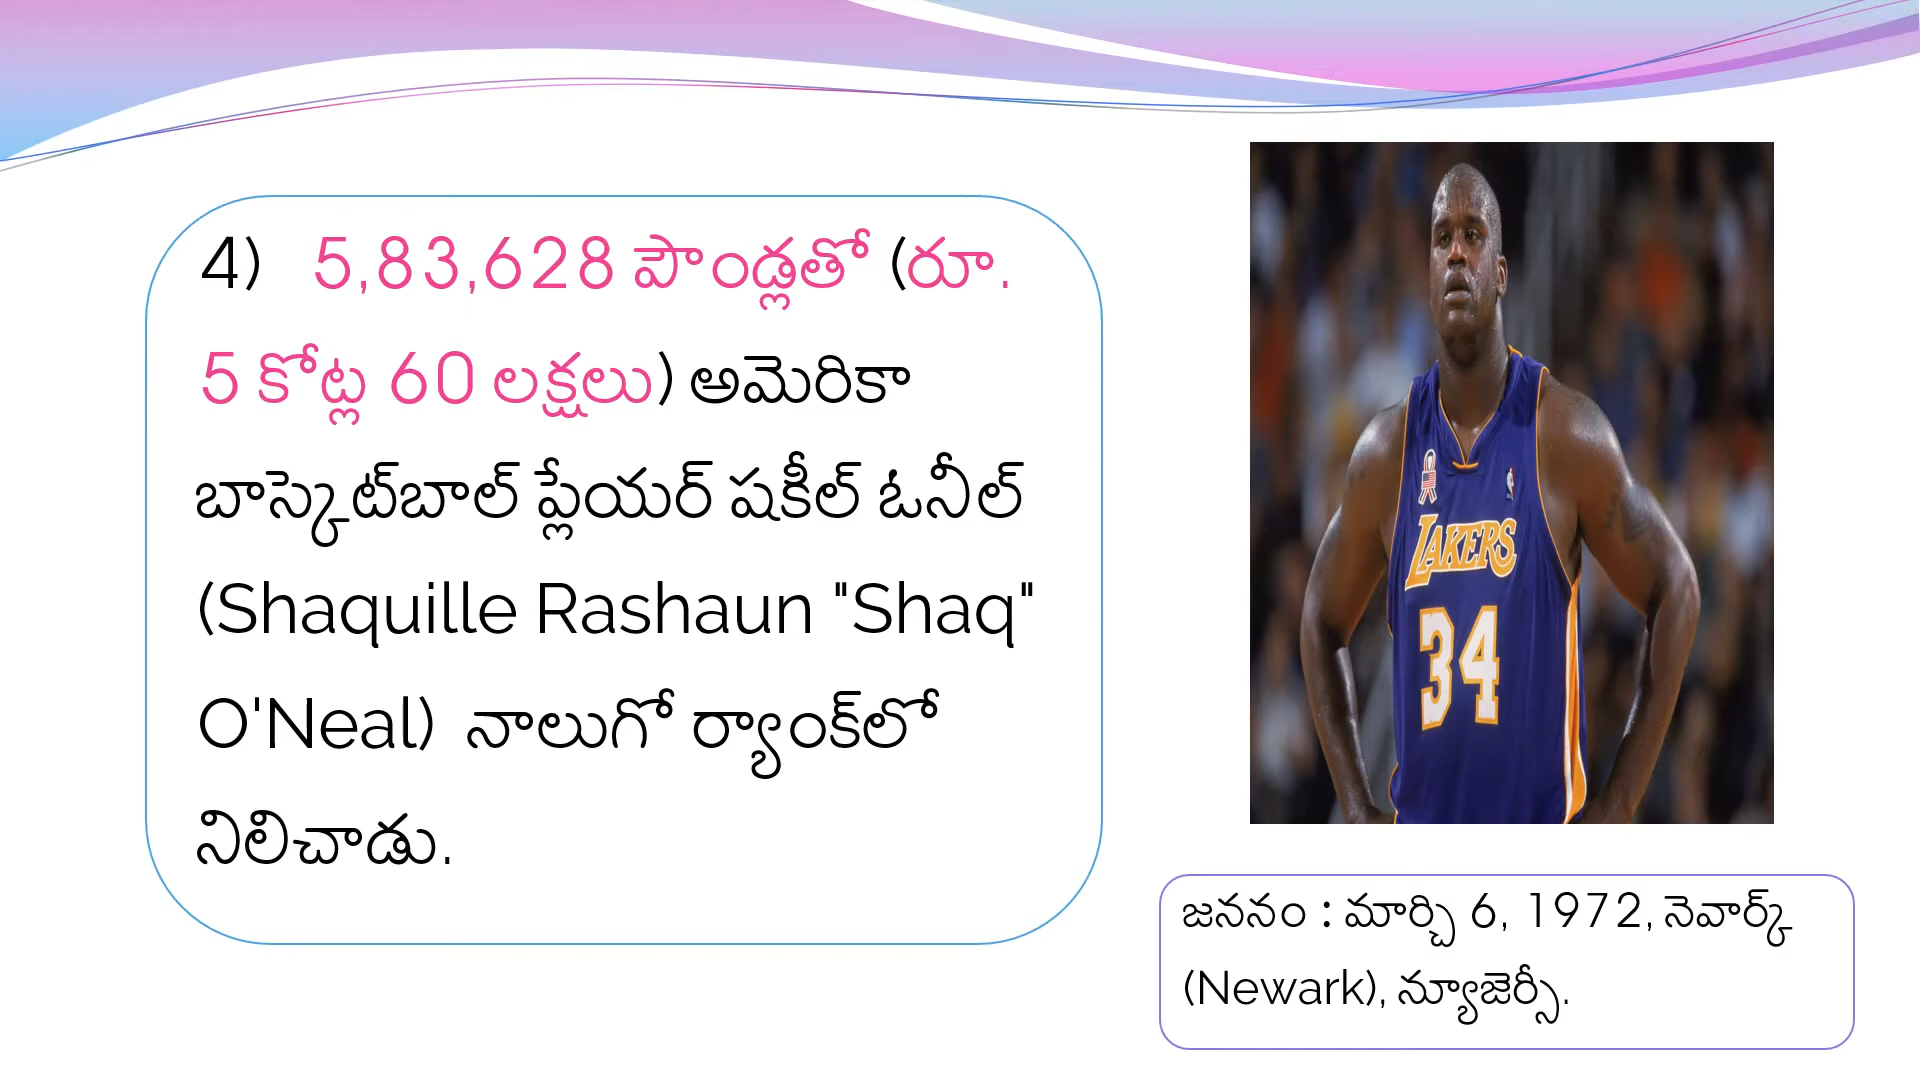 4) 5,83,628 పౌండ్లతో (రూ.
5 కోట్ల 60 లక్షలు) అమెరికా
బాస్కెట్‌బాల్ ప్లేయర్ షకీల్ ఓనీల్
(Shaquille Rashaun "Shaq"
O'Neal) నాలుగో ర్యాంక్‌లో
నిలిచాడు.
LAKERS
34
జననం : మార్చి 6, 1972, నెవార్క్
(Newark), న్యూజెర్సీ.